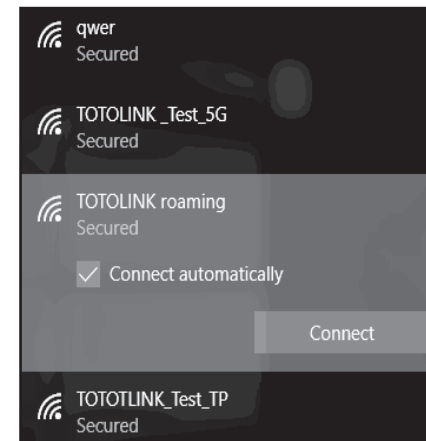 qwer
Secured
TOTOLINK _Test_5G
Secured
TOTOLINK roaming
Secured
Connect automatically
Connect
TOTOTLINK_Test_TP
Secured